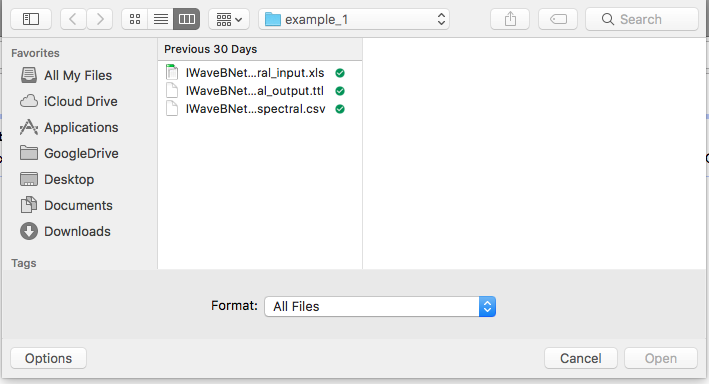 example_1
Search
Favorites
All My Files
iCloud Drive
Applications
GoogleDrive
Desktop
Documents
Downloads
Tags
Previous 30 Days
IWaveBNet...ral_input.xls
IWaveBNet...al_output.ttl
IWaveBNet...spectral.csv
Format:
All Files
Options
Cancel
Open